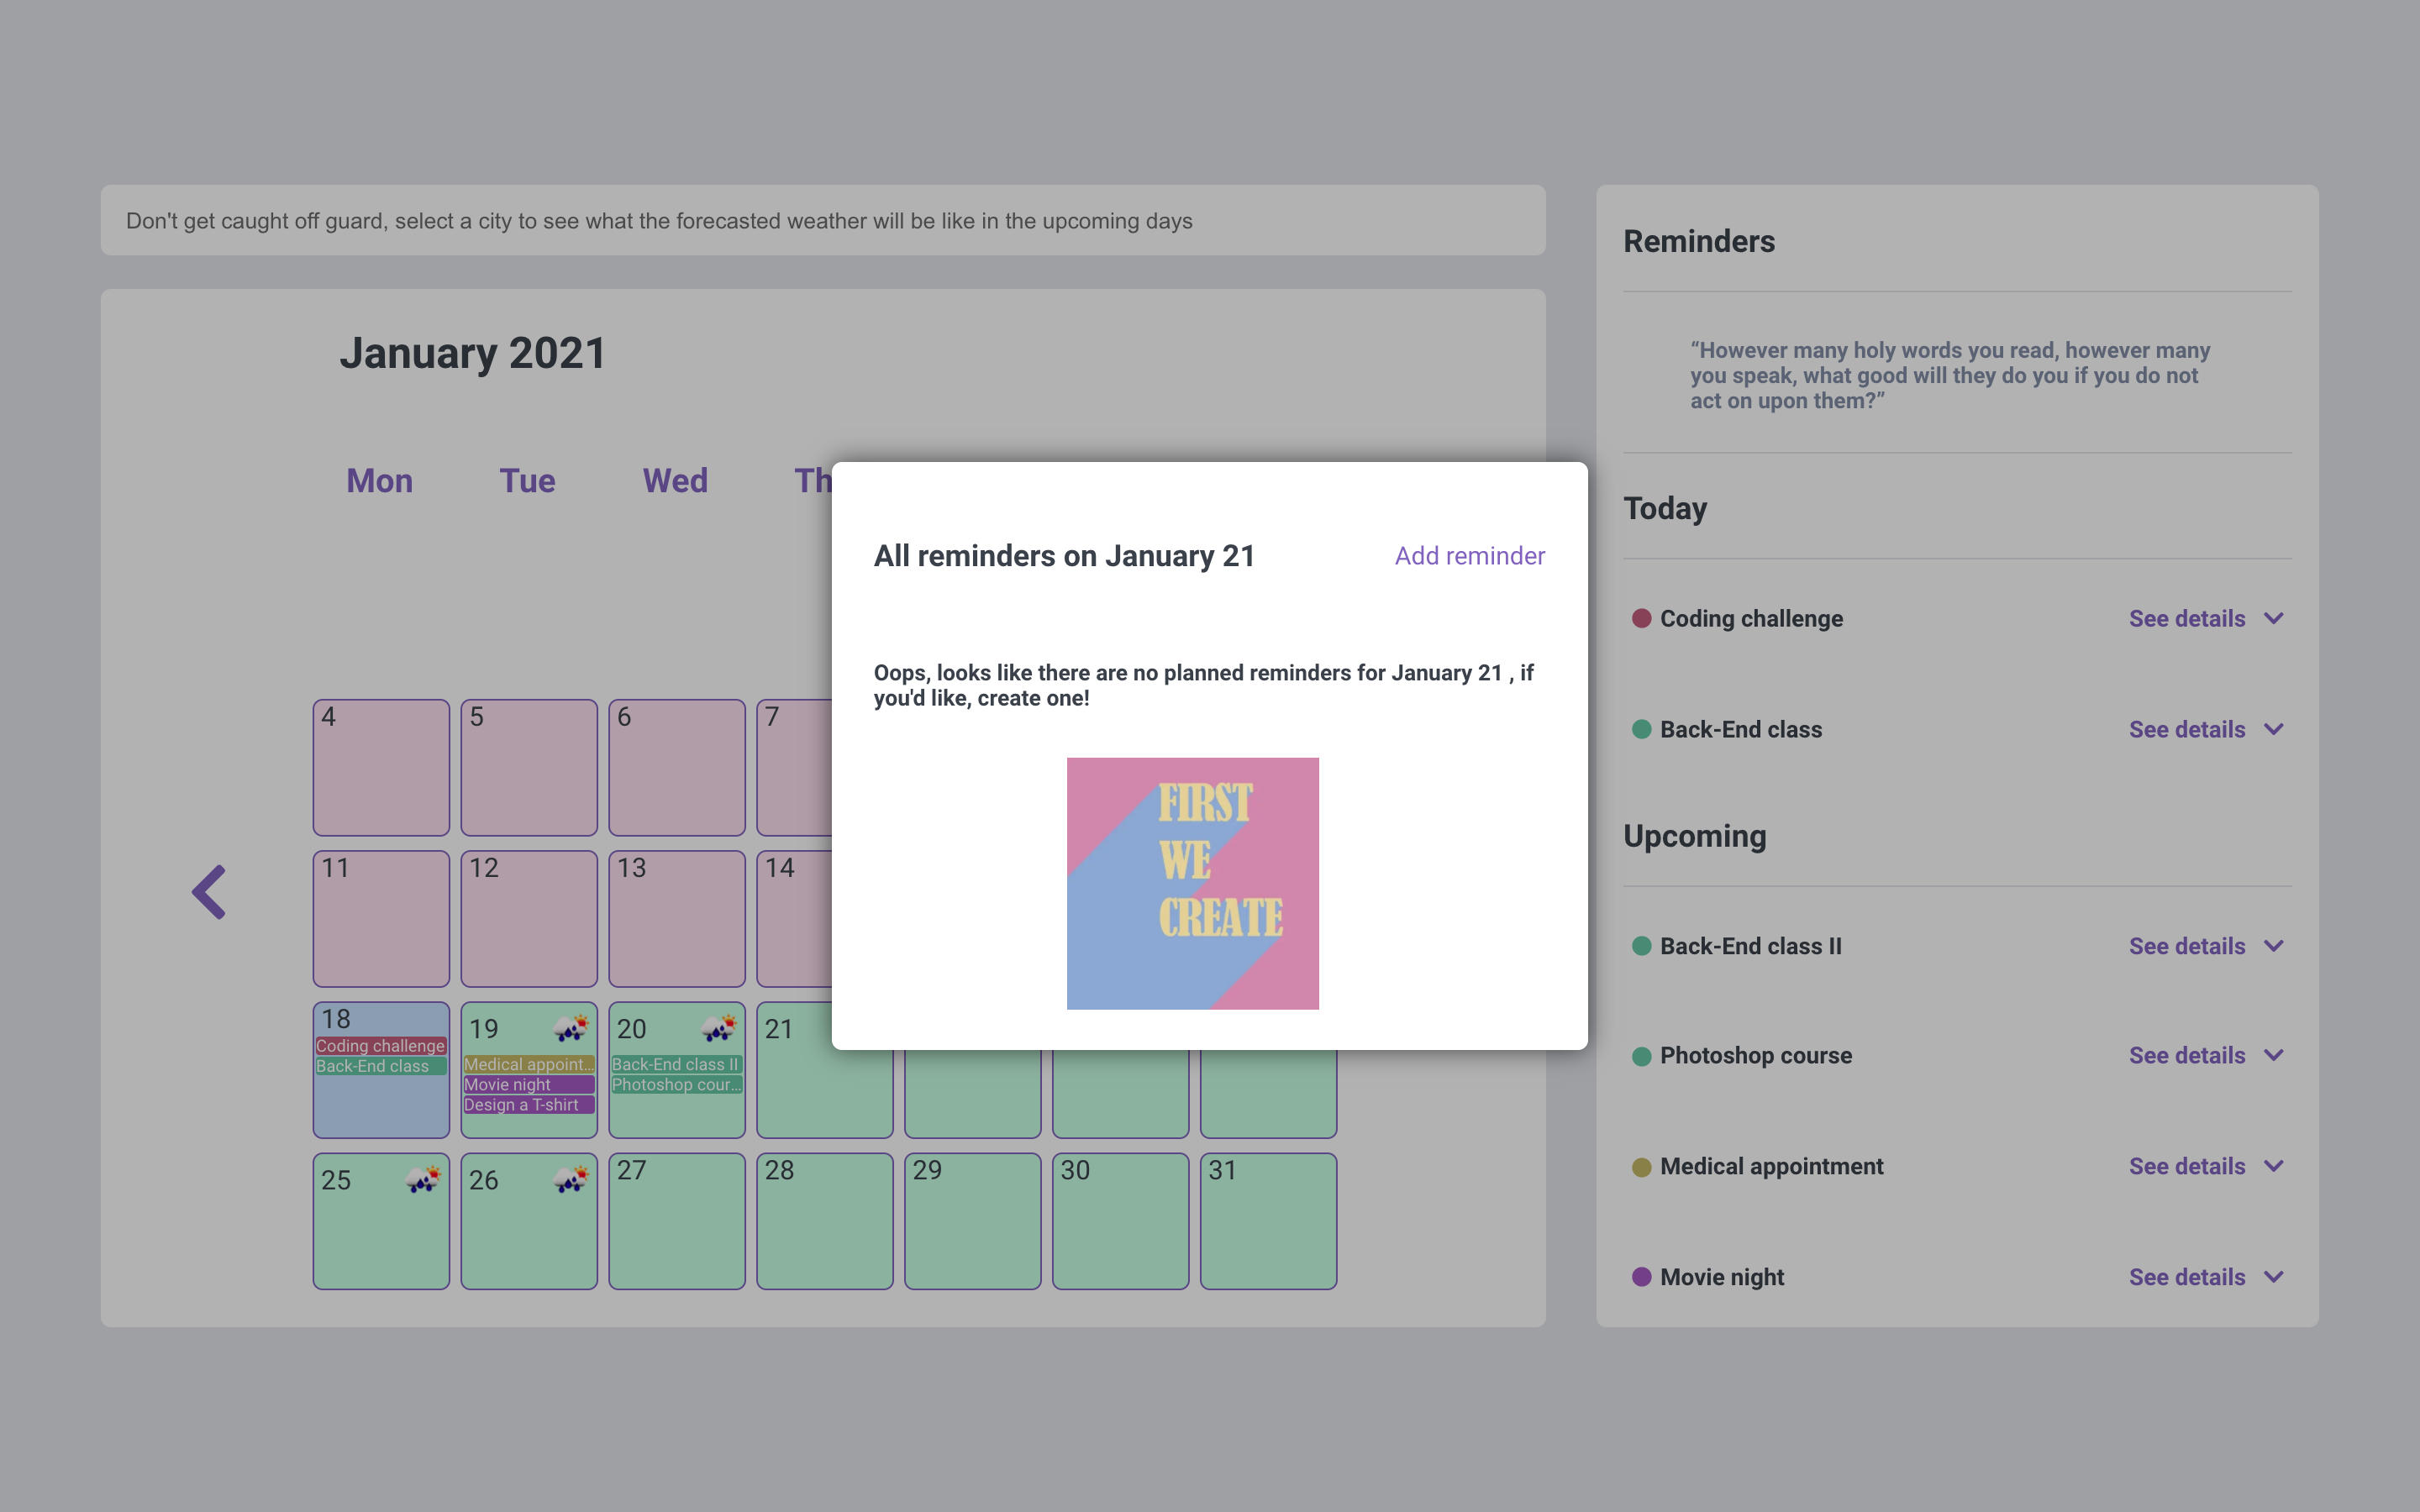 Don't get caught off guard, select a city to see what the forecasted weather will be like in the upcoming days
January 2021
Mon Tue Wed Th
4 5 6 7
11 12 13 14
18
Coding challenge
Back-End class
19
Medical appoint...
Movie night
Design a T-shirt
20
Back-End class II
Photoshop cour...
21
25 26 27 28 29 30 31
All reminders on January 21
Add reminder
Oops, looks like there are no planned reminders for January 21 , if
you'd like, create one!
FIRST
WE
CREATE
Reminders
“However many holy words you read, however many
you speak, what good will they do you if you do not
act on upon them?”
Today
Coding challenge See details
Back-End class See details
Upcoming
Back-End class II See details
Photoshop course See details
Medical appointment See details
Movie night See details